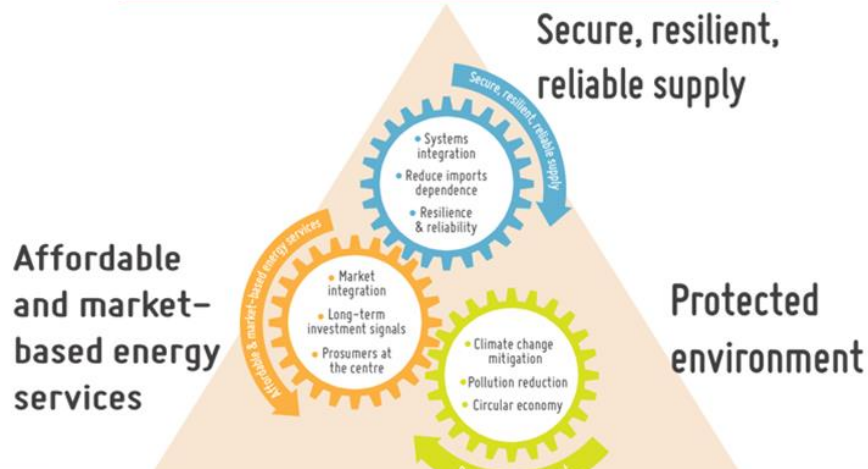 Secure, resilient,
reliable supply
Secure, resilient, reliable supply
• Systems
integration
• Reduce imports
dependence
• Resilience
& reliability
Affordable
and market-
based energy
services
Affordable & market-based energy services
• Market
integration
• Long-term
investment signals
• Prosumers at
the centre
Protected
environment
• Climate change
mitigation
• Pollution reduction
• Circular economy